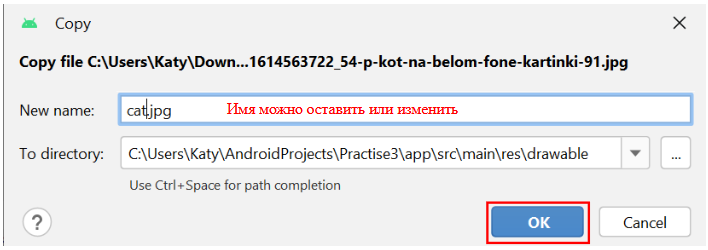 Copy
Copy file C:\Users\Katy\Down...1614563722_54-p-kot-na-belom-fone-kartinki-91.jpg
New name: cat.jpg Имя можно оставить или изменить
To directory: C:\Users\Katy\AndroidProjects\Practise3\app\src\main\res\drawable ...
Use Ctrl+Space for path completion
? OK Cancel